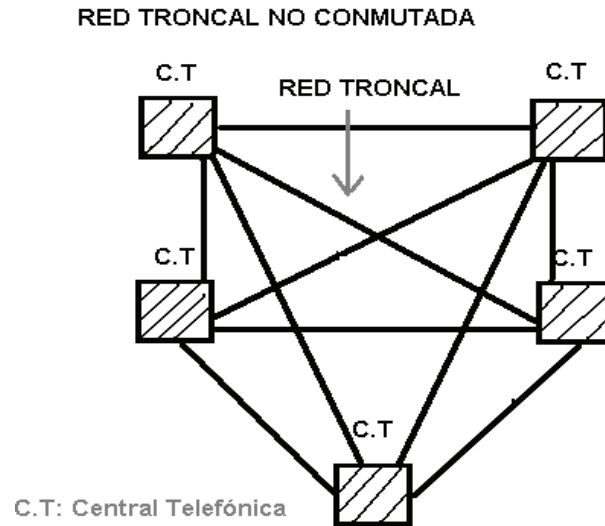 RED TRONCAL NO CONMUTADA
C.T
C.T
RED TRONCAL
C.T
C.T
C.T
C.T: Central Telefónica